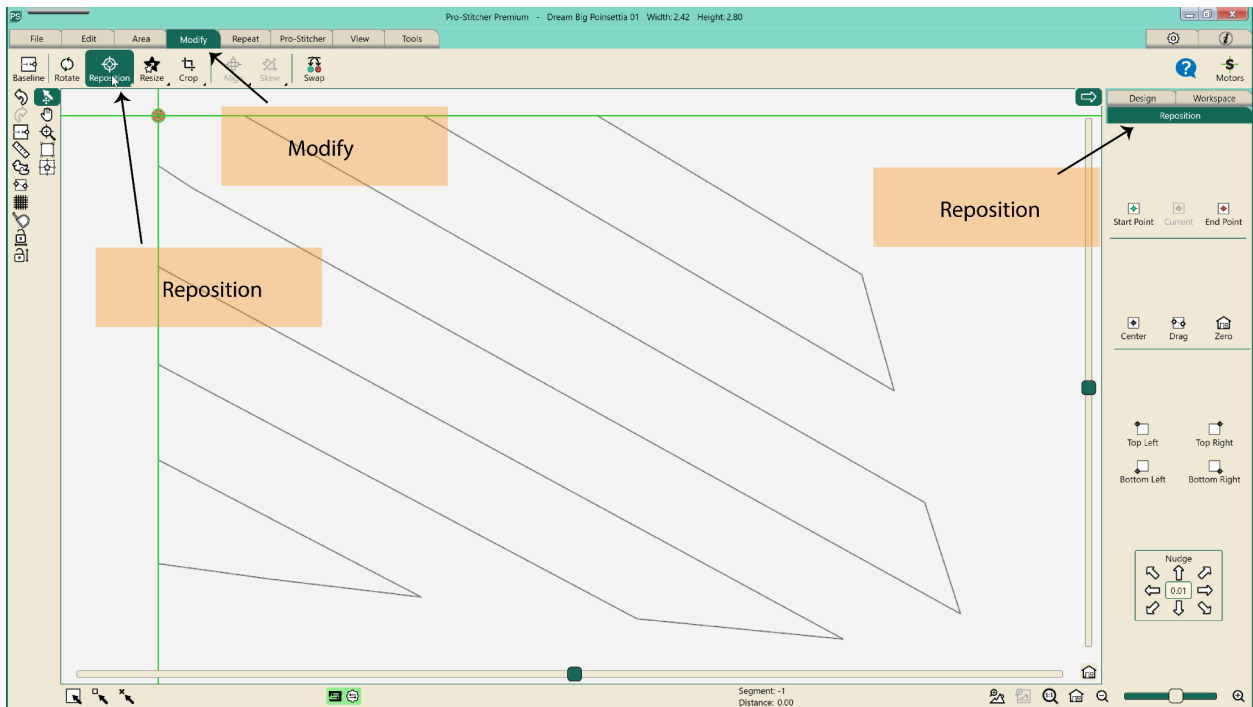 PS
Pro-Stitcher Premium - Dream Big Poinsettia 01 Width: 2.42 Height: 2.80
File Edit Area Modify Repeat Pro-Stitcher View Tools
Baseline Rotate Reposition Resize Crop Align Skew Swap
? S Motors
Design Workspace
Reposition
Modify
Reposition
Reposition
Start Point Current End Point
Center Drag Zero
Top Left Top Right
Bottom Left Bottom Right
Nudge
0.01
Segment: -1
Distance: 0.00
1:1